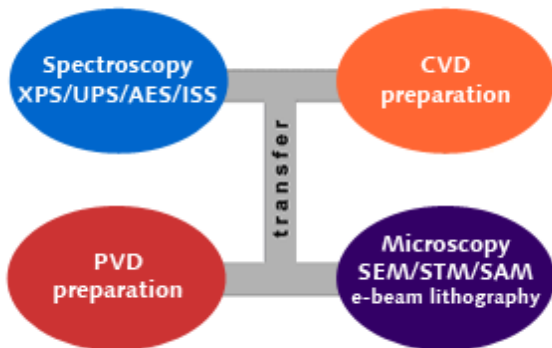 Spectroscopy
XPS/UPS/AES/ISS
CVD
preparation
transfer
PVD
preparation
Microscopy
SEM/STM/SAM
e-beam lithography